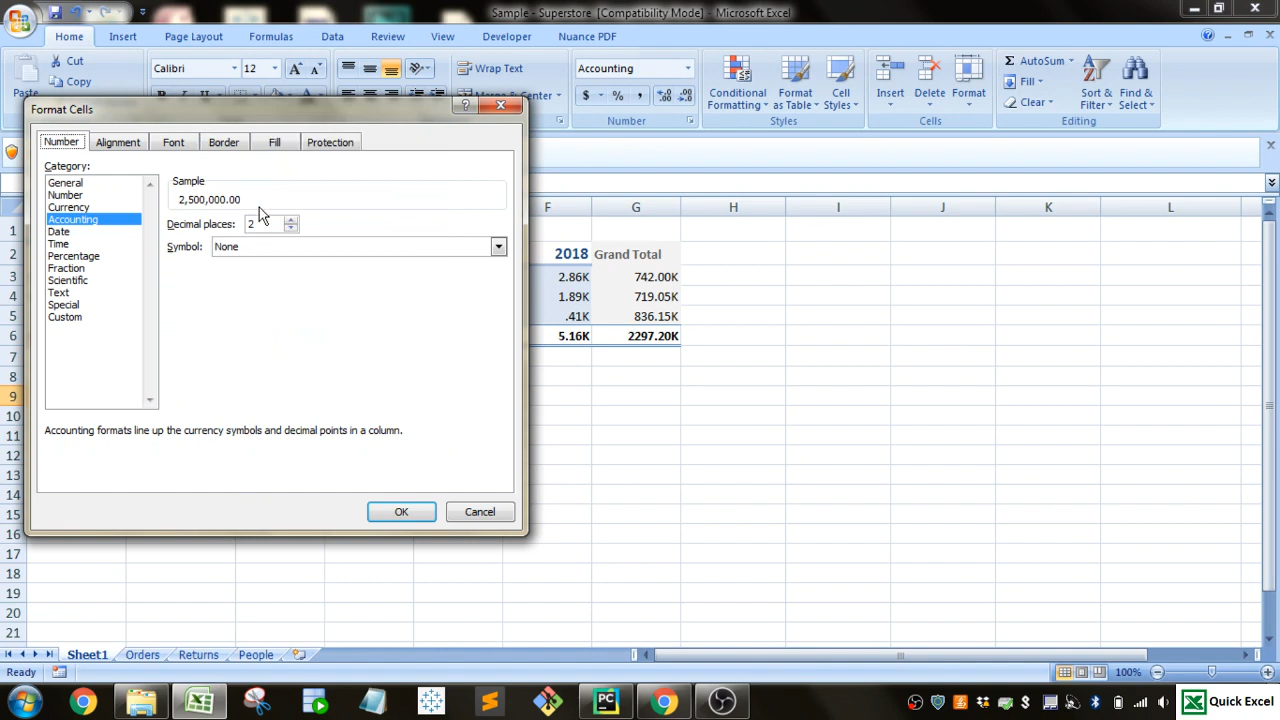 Sample - Superstore [Compatibility Mode] - Microsoft Excel
Home Insert Page Layout Formulas Data Review View Developer Nuance PDF
Cut
Copy
Paste
Calibri 12 A A
Wrap Text
Merge & Center
Accounting
$ % ,
Number
Conditional Formatting
Format as Table
Cell Styles
Styles
Insert Delete Format
Cells
Σ AutoSum
Fill
Clear
Sort & Filter
Find & Select
Editing
Format Cells
Number Alignment Font Border Fill Protection
Category:
General
Number
Currency
Accounting
Date
Time
Percentage
Fraction
Scientific
Text
Special
Custom
Sample
2,500,000.00
Decimal places: 2
Symbol: None
Accounting formats line up the currency symbols and decimal points in a column.
OK Cancel
F G H I J K L
1
2 2018 Grand Total
3 2.86K 742.00K
4 1.89K 719.05K
5 .41K 836.15K
6 5.16K 2297.20K
7
8
9
10
11
12
13
14
15
16
17
18
19
20
21
Sheet1 Orders Returns People
Ready 100%
PC
Quick Excel